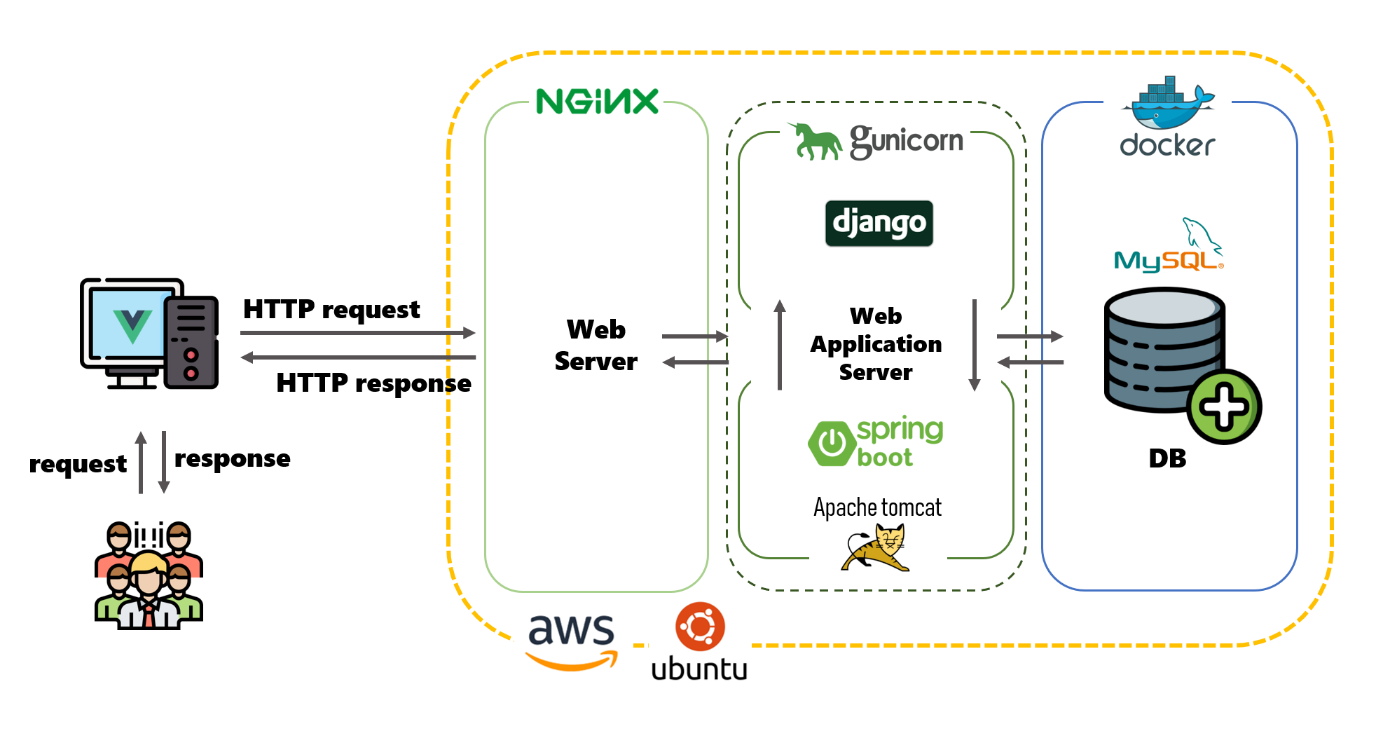 NGiNX
gunicorn
docker
django
MySQL®
HTTP request
HTTP response
Web
Server
Web
Application
Server
spring
boot
DB
request
response
Apache tomcat
aws
ubuntu